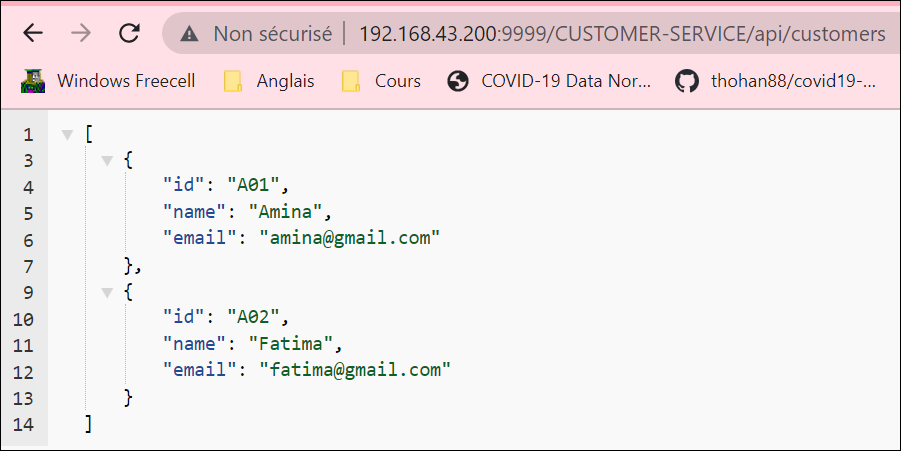 Non sécurisé | 192.168.43.200:9999/CUSTOMER-SERVICE/api/customers
Windows Freecell Anglais Cours COVID-19 Data Nor... thohan88/covid19-...
1 [
3 {
4 "id": "A01",
5 "name": "Amina",
6 "email": "amina@gmail.com"
7 },
9 {
10 "id": "A02",
11 "name": "Fatima",
12 "email": "fatima@gmail.com"
13 }
14 ]